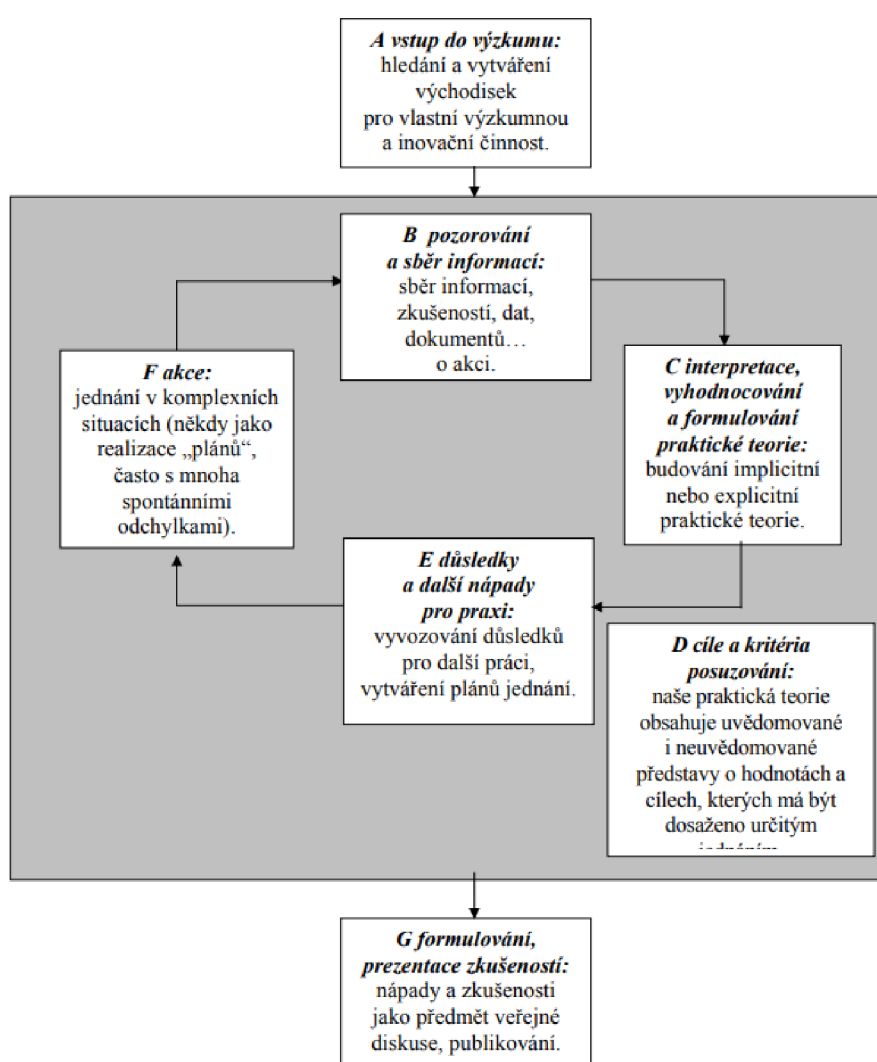 A vstup do výzkumu:
hledání a vytváření
východisek
pro vlastní výzkumnou
a inovační činnost.
B pozorování
a sběr informací:
sběr informací,
zkušeností, dat,
dokumentů…
o akci.
C interpretace,
vyhodnocování
a formulování
praktické teorie:
budování implicitní
nebo explicitní
praktické teorie.
D cíle a kritéria
posuzování:
naše praktická teorie
obsahuje uvědomované
i neuvědomované
představy o hodnotách a
cílech, kterých má být
dosaženo určitým
E důsledky
a další nápady
pro praxi:
vyvozování důsledků
pro další práci,
vytváření plánů jednání.
F akce:
jednání v komplexních
situacích (někdy jako
realizace „plánů“,
často s mnoha
spontánními
odchylkami).
G formulování,
prezentace zkušeností:
nápady a zkušenosti
jako předmět veřejné
diskuse, publikování.